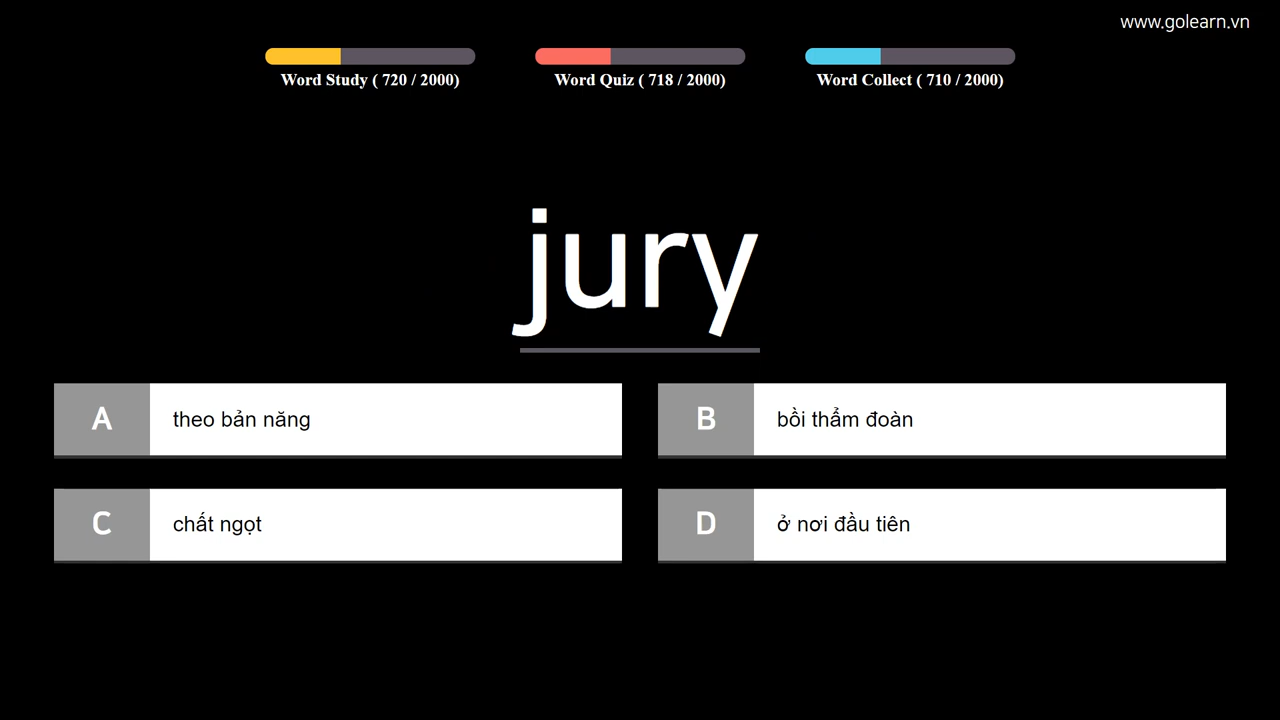 www.golearn.vn
Word Study ( 720 / 2000)
Word Quiz ( 718 / 2000)
Word Collect ( 710 / 2000)
jury
A theo bản năng
B bồi thẩm đoàn
C chất ngọt
D ở nơi đầu tiên